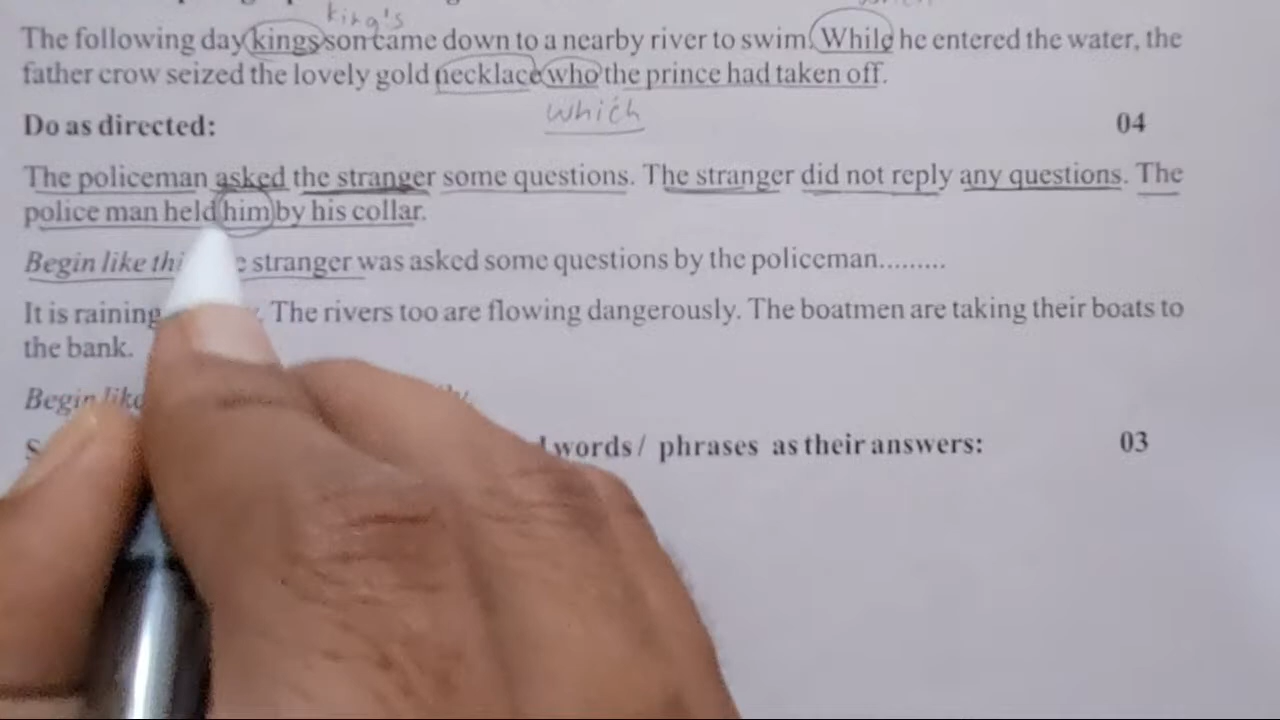 king's
The following day kings son came down to a nearby river to swim. While he entered the water, the
father crow seized the lovely gold necklace who the prince had taken off.
which
Do as directed: 04
The policeman asked the stranger some questions. The stranger did not reply any questions. The
police man held him by his collar.
Begin like stranger was asked some questions by the policeman.........
It is raining The rivers too are flowing dangerously. The boatmen are taking their boats to
the bank.
Begin
words / phrases as their answers: 03